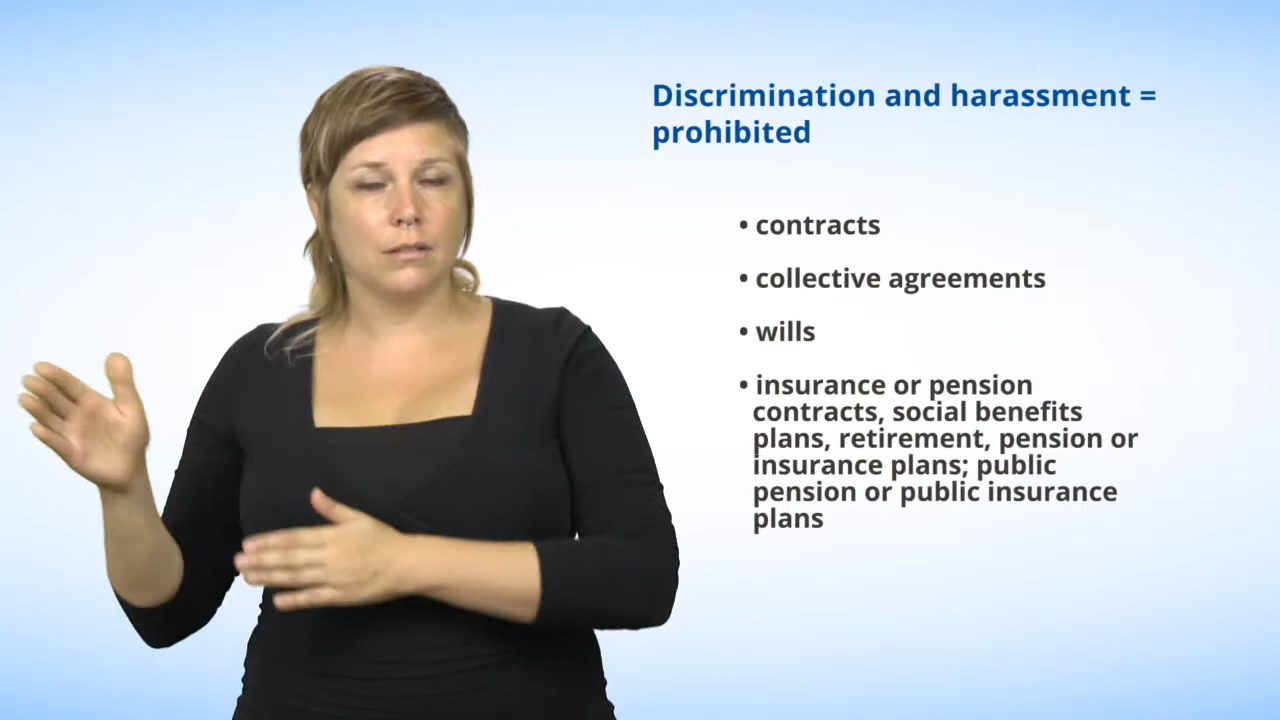 Discrimination and harassment =
prohibited
• contracts
• collective agreements
• wills
• insurance or pension
contracts, social benefits
plans, retirement, pension or
insurance plans; public
pension or public insurance
plans